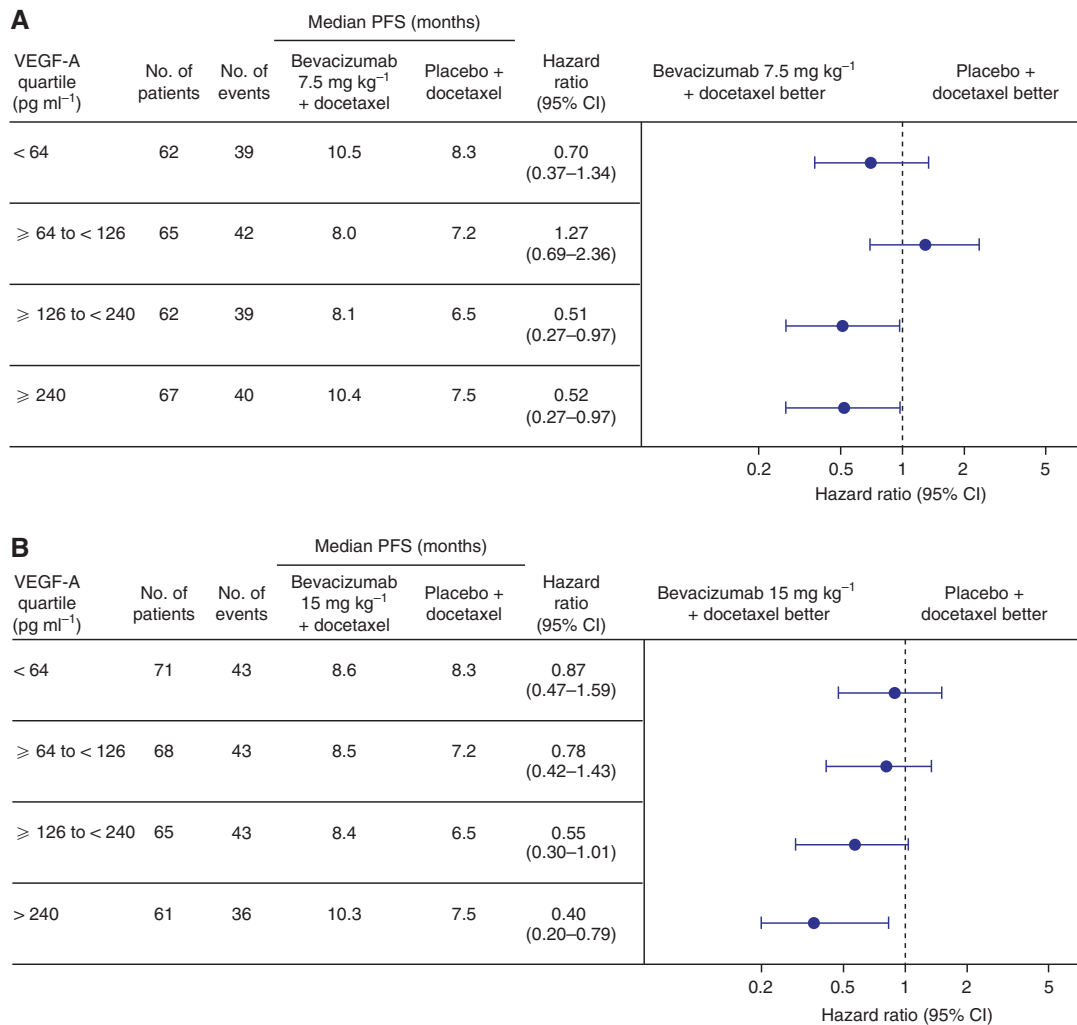 A
Median PFS (months)
VEGF-A quartile (pg ml⁻¹) No. of patients No. of events Bevacizumab 7.5 mg kg⁻¹ + docetaxel Placebo + docetaxel Hazard ratio (95% CI) Bevacizumab 7.5 mg kg⁻¹ + docetaxel better Placebo + docetaxel better
< 64 62 39 10.5 8.3 0.70
(0.37–1.34)
⩾ 64 to < 126 65 42 8.0 7.2 1.27
(0.69–2.36)
⩾ 126 to < 240 62 39 8.1 6.5 0.51
(0.27–0.97)
⩾ 240 67 40 10.4 7.5 0.52
(0.27–0.97)
0.2 0.5 1 2 5
Hazard ratio (95% CI)
B
Median PFS (months)
VEGF-A quartile (pg ml⁻¹) No. of patients No. of events Bevacizumab 15 mg kg⁻¹ + docetaxel Placebo + docetaxel Hazard ratio (95% CI) Bevacizumab 15 mg kg⁻¹ + docetaxel better Placebo + docetaxel better
< 64 71 43 8.6 8.3 0.87
(0.47–1.59)
⩾ 64 to < 126 68 43 8.5 7.2 0.78
(0.42–1.43)
⩾ 126 to < 240 65 43 8.4 6.5 0.55
(0.30–1.01)
> 240 61 36 10.3 7.5 0.40
(0.20–0.79)
0.2 0.5 1 2 5
Hazard ratio (95% CI)